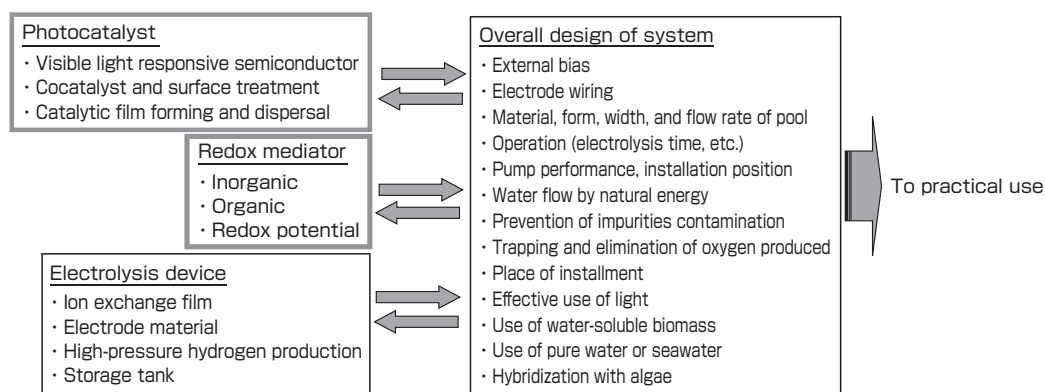 Photocatalyst
・Visible light responsive semiconductor
・Cocatalyst and surface treatment
・Catalytic film forming and dispersal
Redox mediator
・Inorganic
・Organic
・Redox potential
Electrolysis device
・Ion exchange film
・Electrode material
・High-pressure hydrogen production
・Storage tank
Overall design of system
・External bias
・Electrode wiring
・Material, form, width, and flow rate of pool
・Operation (electrolysis time, etc.)
・Pump performance, installation position
・Water flow by natural energy
・Prevention of impurities contamination
・Trapping and elimination of oxygen produced
・Place of installment
・Effective use of light
・Use of water-soluble biomass
・Use of pure water or seawater
・Hybridization with algae
To practical use